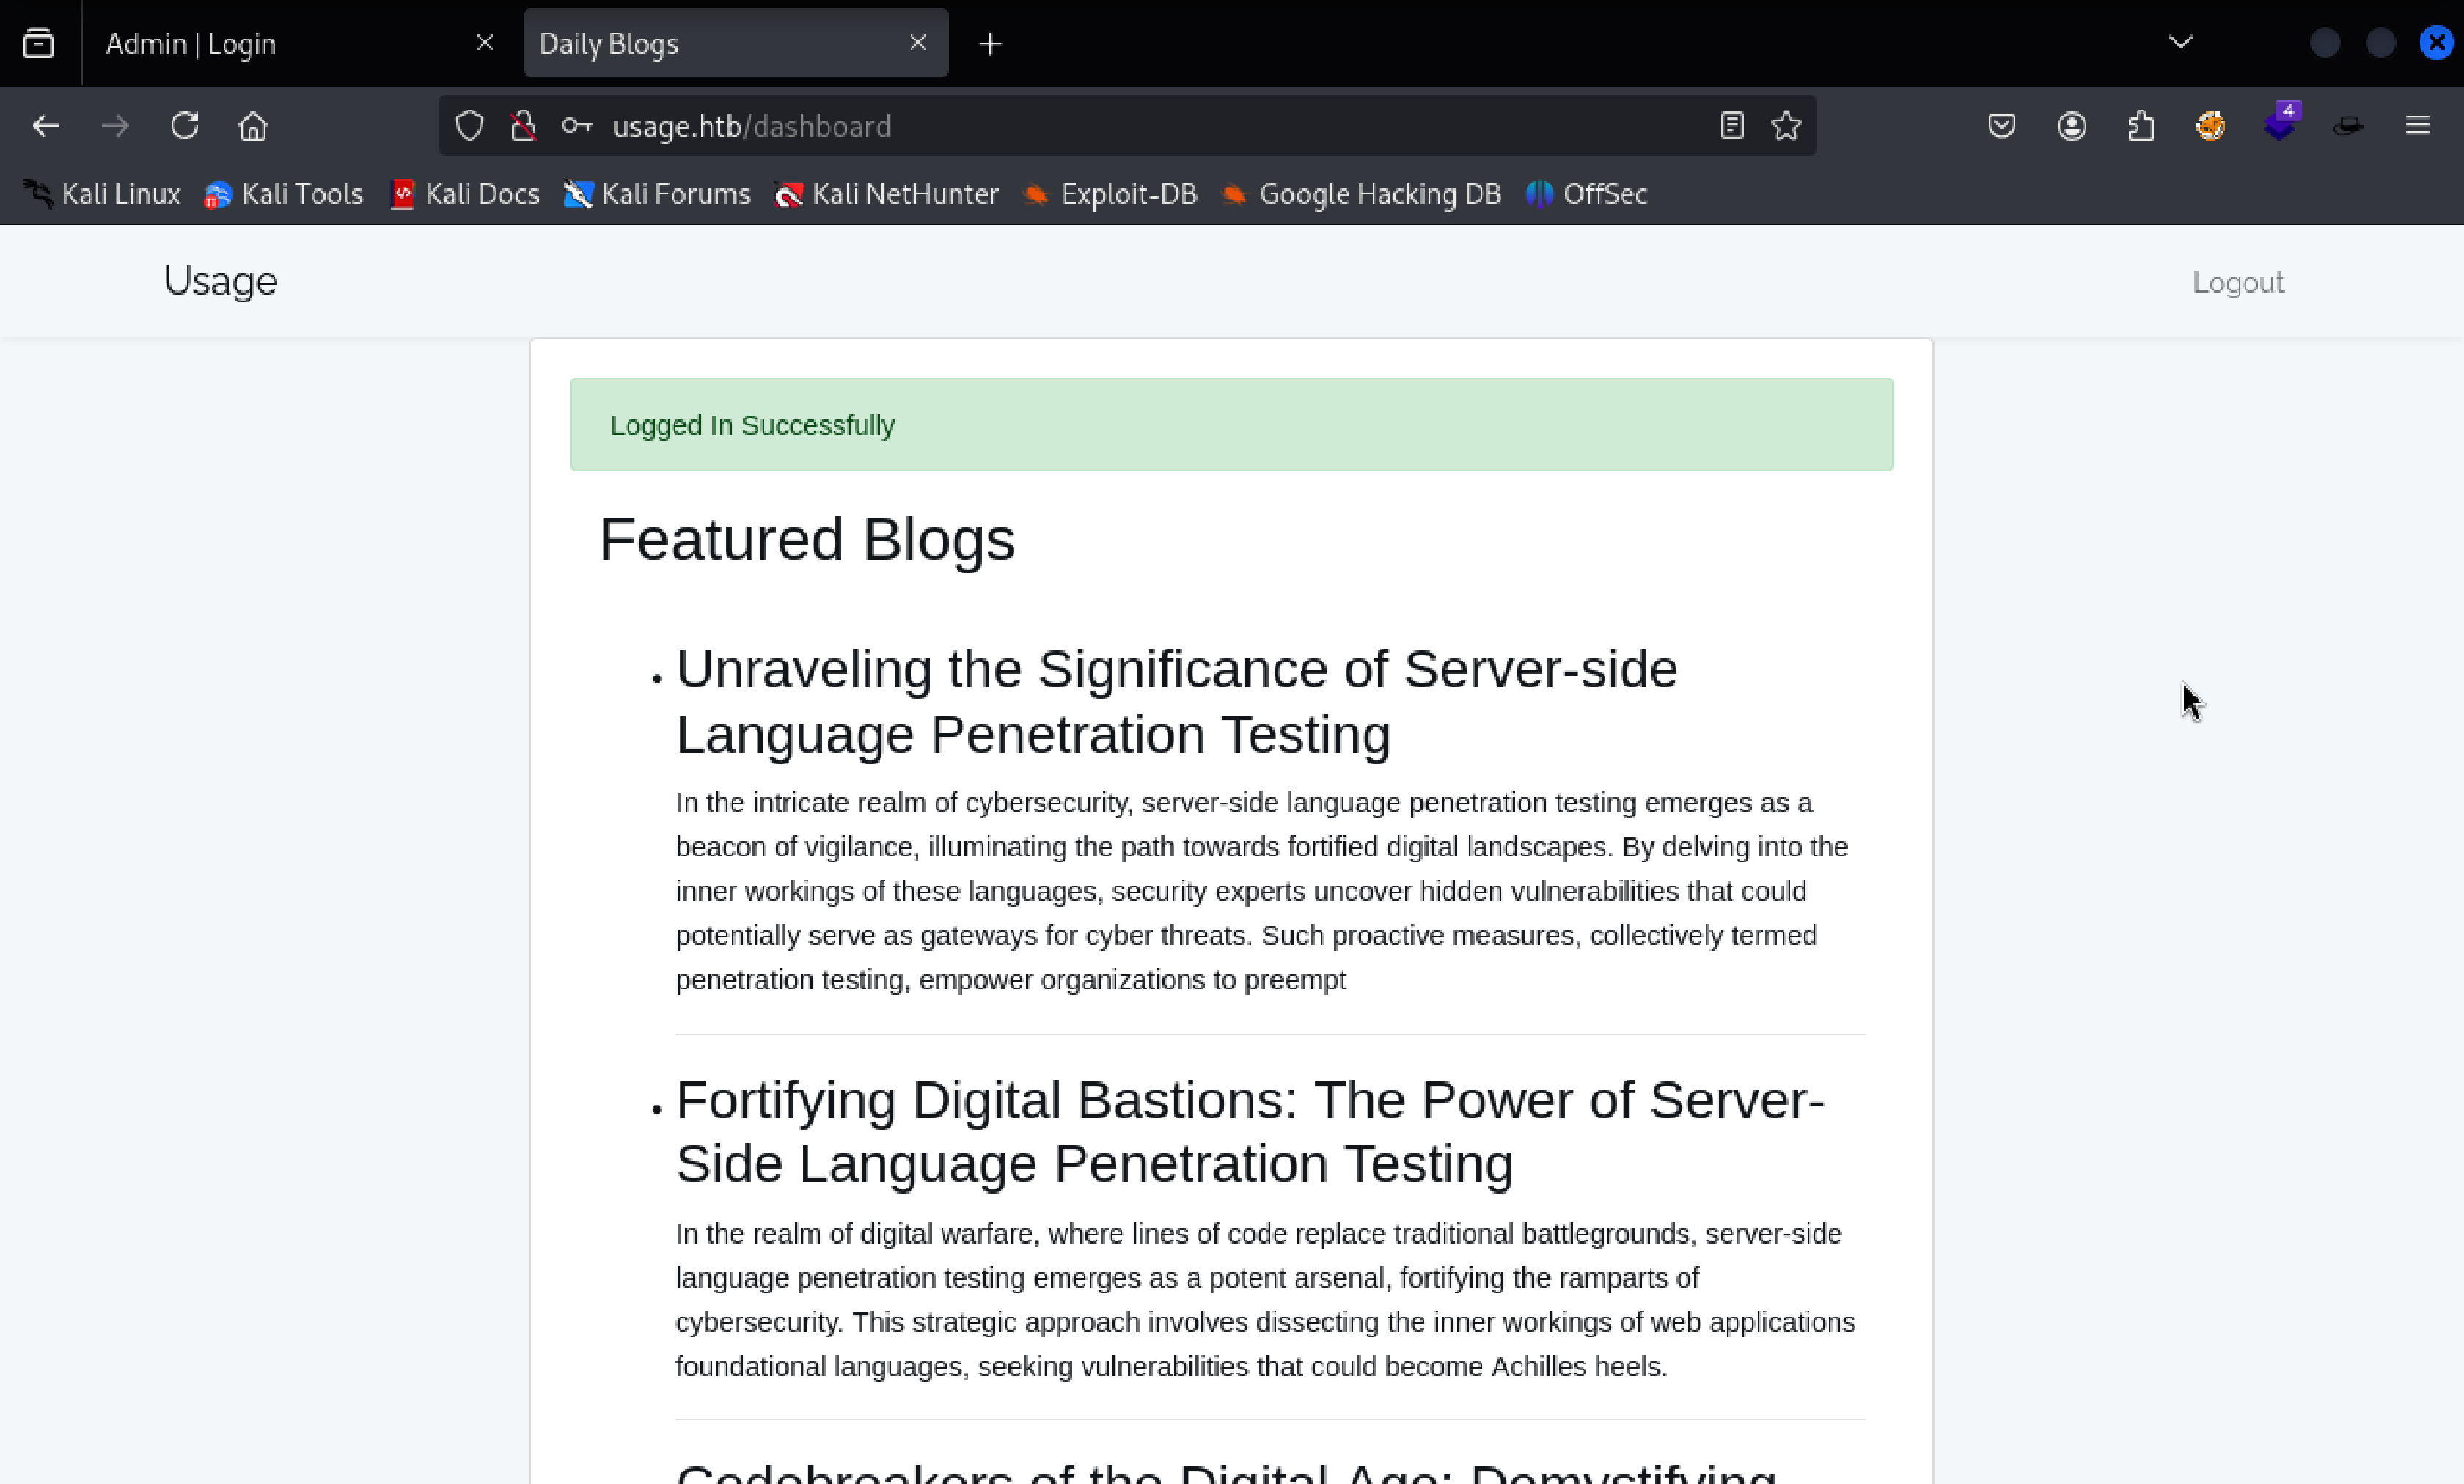 Admin | Login
Daily Blogs
usage.htb/dashboard
4
Kali Linux
Kali Tools
Kali Docs
Kali Forums
Kali NetHunter
Exploit-DB
Google Hacking DB
OffSec
Usage
Logout
Logged In Successfully
Featured Blogs
Unraveling the Significance of Server-side
Language Penetration Testing
In the intricate realm of cybersecurity, server-side language penetration testing emerges as a
beacon of vigilance, illuminating the path towards fortified digital landscapes. By delving into the
inner workings of these languages, security experts uncover hidden vulnerabilities that could
potentially serve as gateways for cyber threats. Such proactive measures, collectively termed
penetration testing, empower organizations to preempt
Fortifying Digital Bastions: The Power of Server-
Side Language Penetration Testing
In the realm of digital warfare, where lines of code replace traditional battlegrounds, server-side
language penetration testing emerges as a potent arsenal, fortifying the ramparts of
cybersecurity. This strategic approach involves dissecting the inner workings of web applications
foundational languages, seeking vulnerabilities that could become Achilles heels.
Codebreakers of the Digital Age: Demystifying